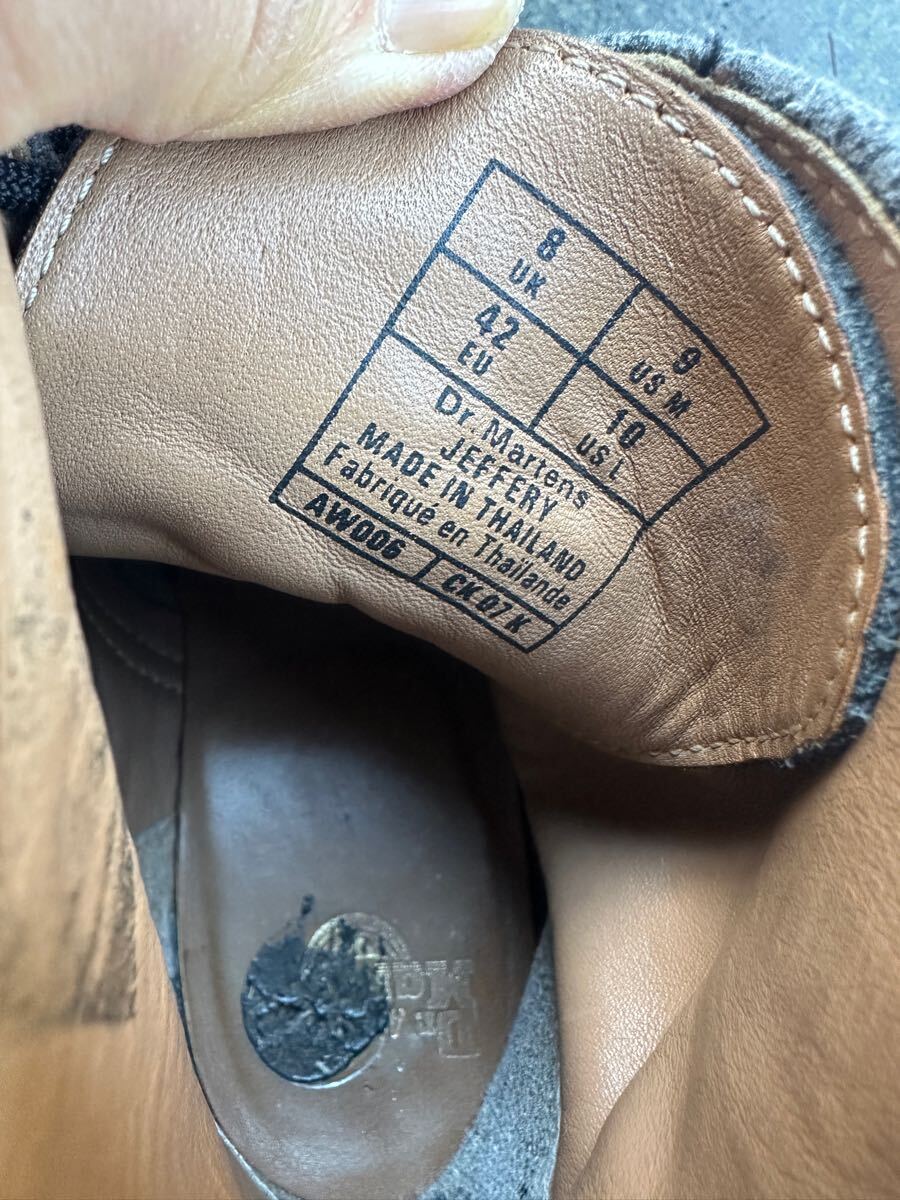 8
UK
9
US M
42
EU
10
US L
Dr. Martens
JEFFERY
MADE IN THAILAND
Fabriqué en Thaïlande
AW006
CK 07 K